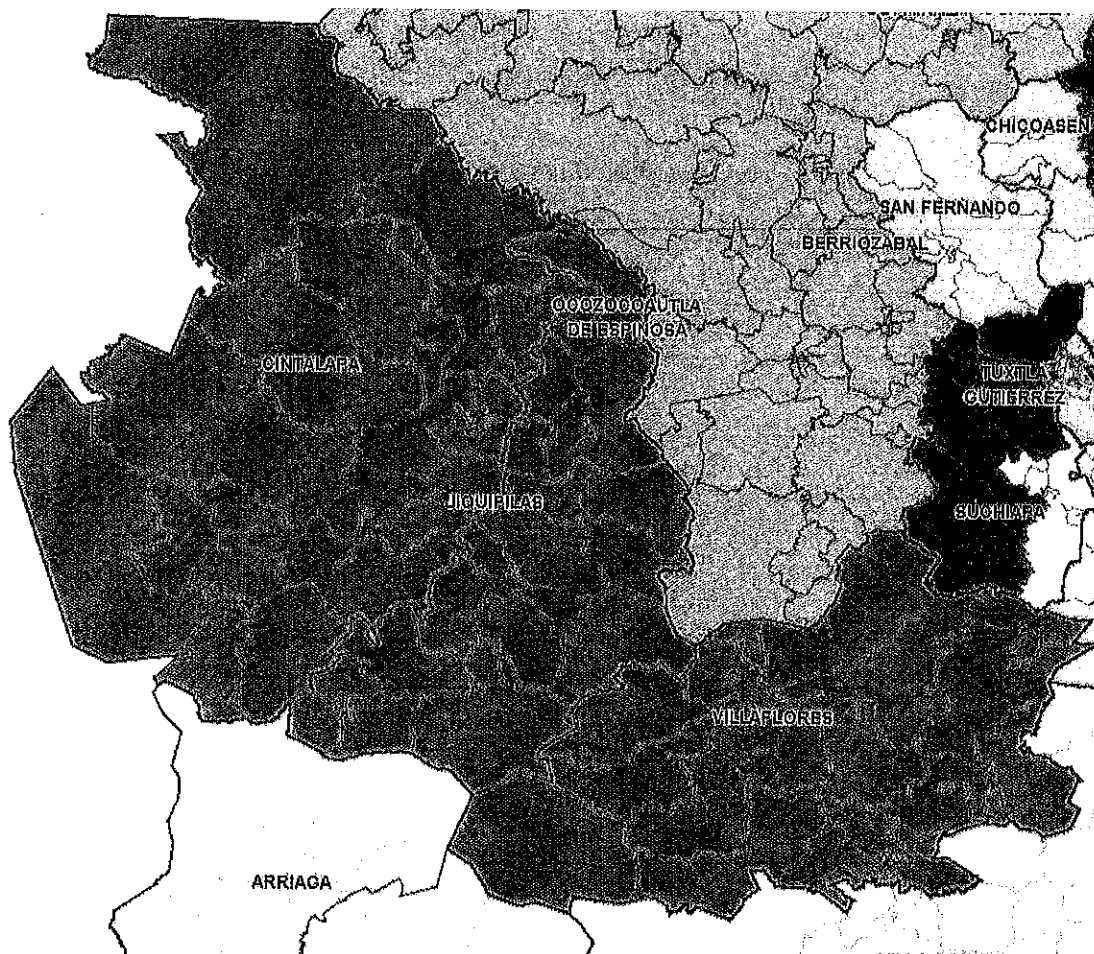 CHICOASEN
SAN FERNANDO
BERRIOZABAL
OCOZOCOAUTLA
DE ESPINOSA
CINTALAPA
TUXTLA
GUTIERREZ
JIQUIPILAS
SUCHIAPA
VILLAFLORES
ARRIAGA